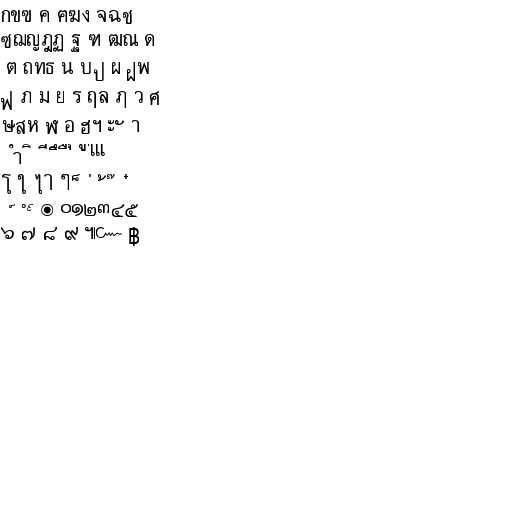 กขฃ ค ฅฆง จฉช
ซฌญฎฏ ฐ ฑ ฒณ ด
ต ถทธ น บป ผ ฝพ
ฟ ภ ม ย ร ฤล ฦ ว ศ
ษสห ฬ อ ฮฯ ะ ั า
ำ ิ ี ึ ื ุ ู เแ
โ ใ ไ ๅ ๆ ็ ่ ้ ๊ ๋
์ ํ ๎ ๏ ๐๑๒๓๔๕
๖ ๗ ๘ ๙ ๚๛ ฿